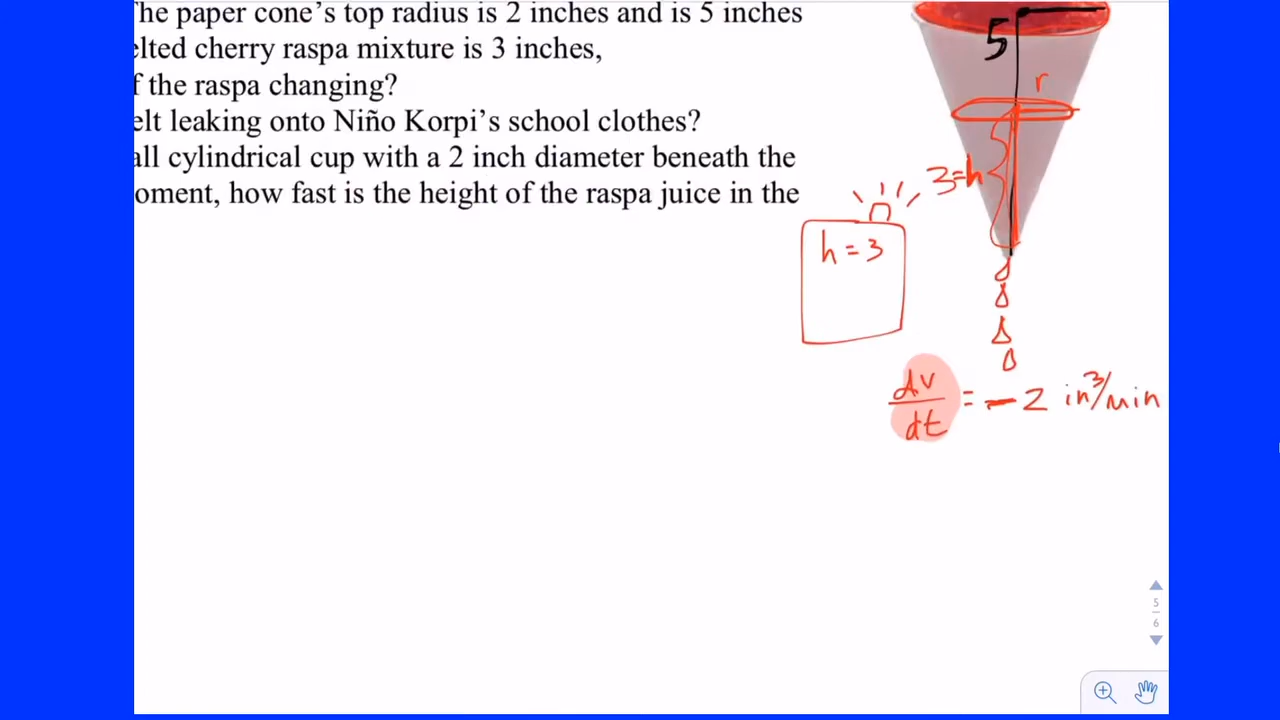 The paper cone's top radius is 2 inches and is 5 inches
elted cherry raspa mixture is 3 inches,
f the raspa changing?
elt leaking onto Niño Korpi's school clothes?
all cylindrical cup with a 2 inch diameter beneath the
oment, how fast is the height of the raspa juice in the
5
r
3=h
h=3
dv/dt = -2 in³/min
5
6